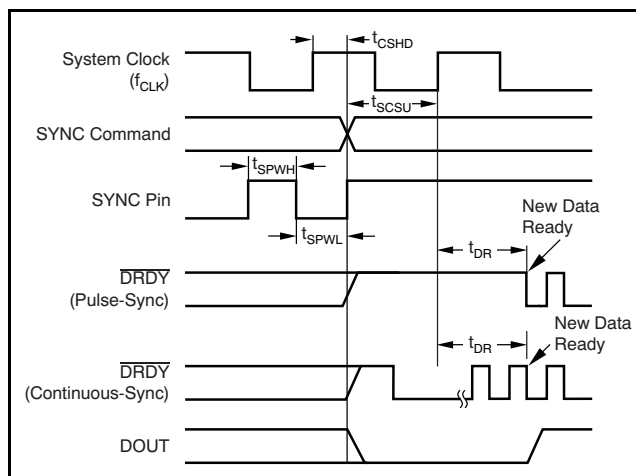 System Clock
(fCLK)
tCSHD
tSCSU
SYNC Command
tSPWH
SYNC Pin
tSPWL
New Data
Ready
tDR
DRDY
(Pulse-Sync)
New Data
Ready
tDR
DRDY
(Continuous-Sync)
DOUT